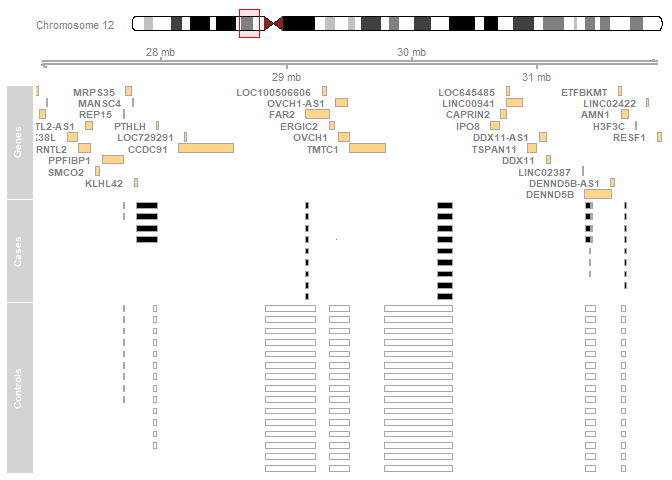 Chromosome 12
28 mb 30 mb
29 mb 31 mb
MRPS35 LOC100506606 LOC645485 ETFBKMT
MANSC4 OVCH1-AS1 LINC00941 LINC02422
REP15 FAR2 CAPRIN2 AMN1
TL2-AS1 PTHLH ERGIC2 IPO8 H3F3C
38L LOC729291 OVCH1 DDX11-AS1 RESF1
RNTL2 CCDC91 TMTC1 TSPAN11
PPFIBP1 DDX11
SMCO2 LINC02387
KLHL42 DENND5B-AS1
DENND5B
Genes
Cases
Controls